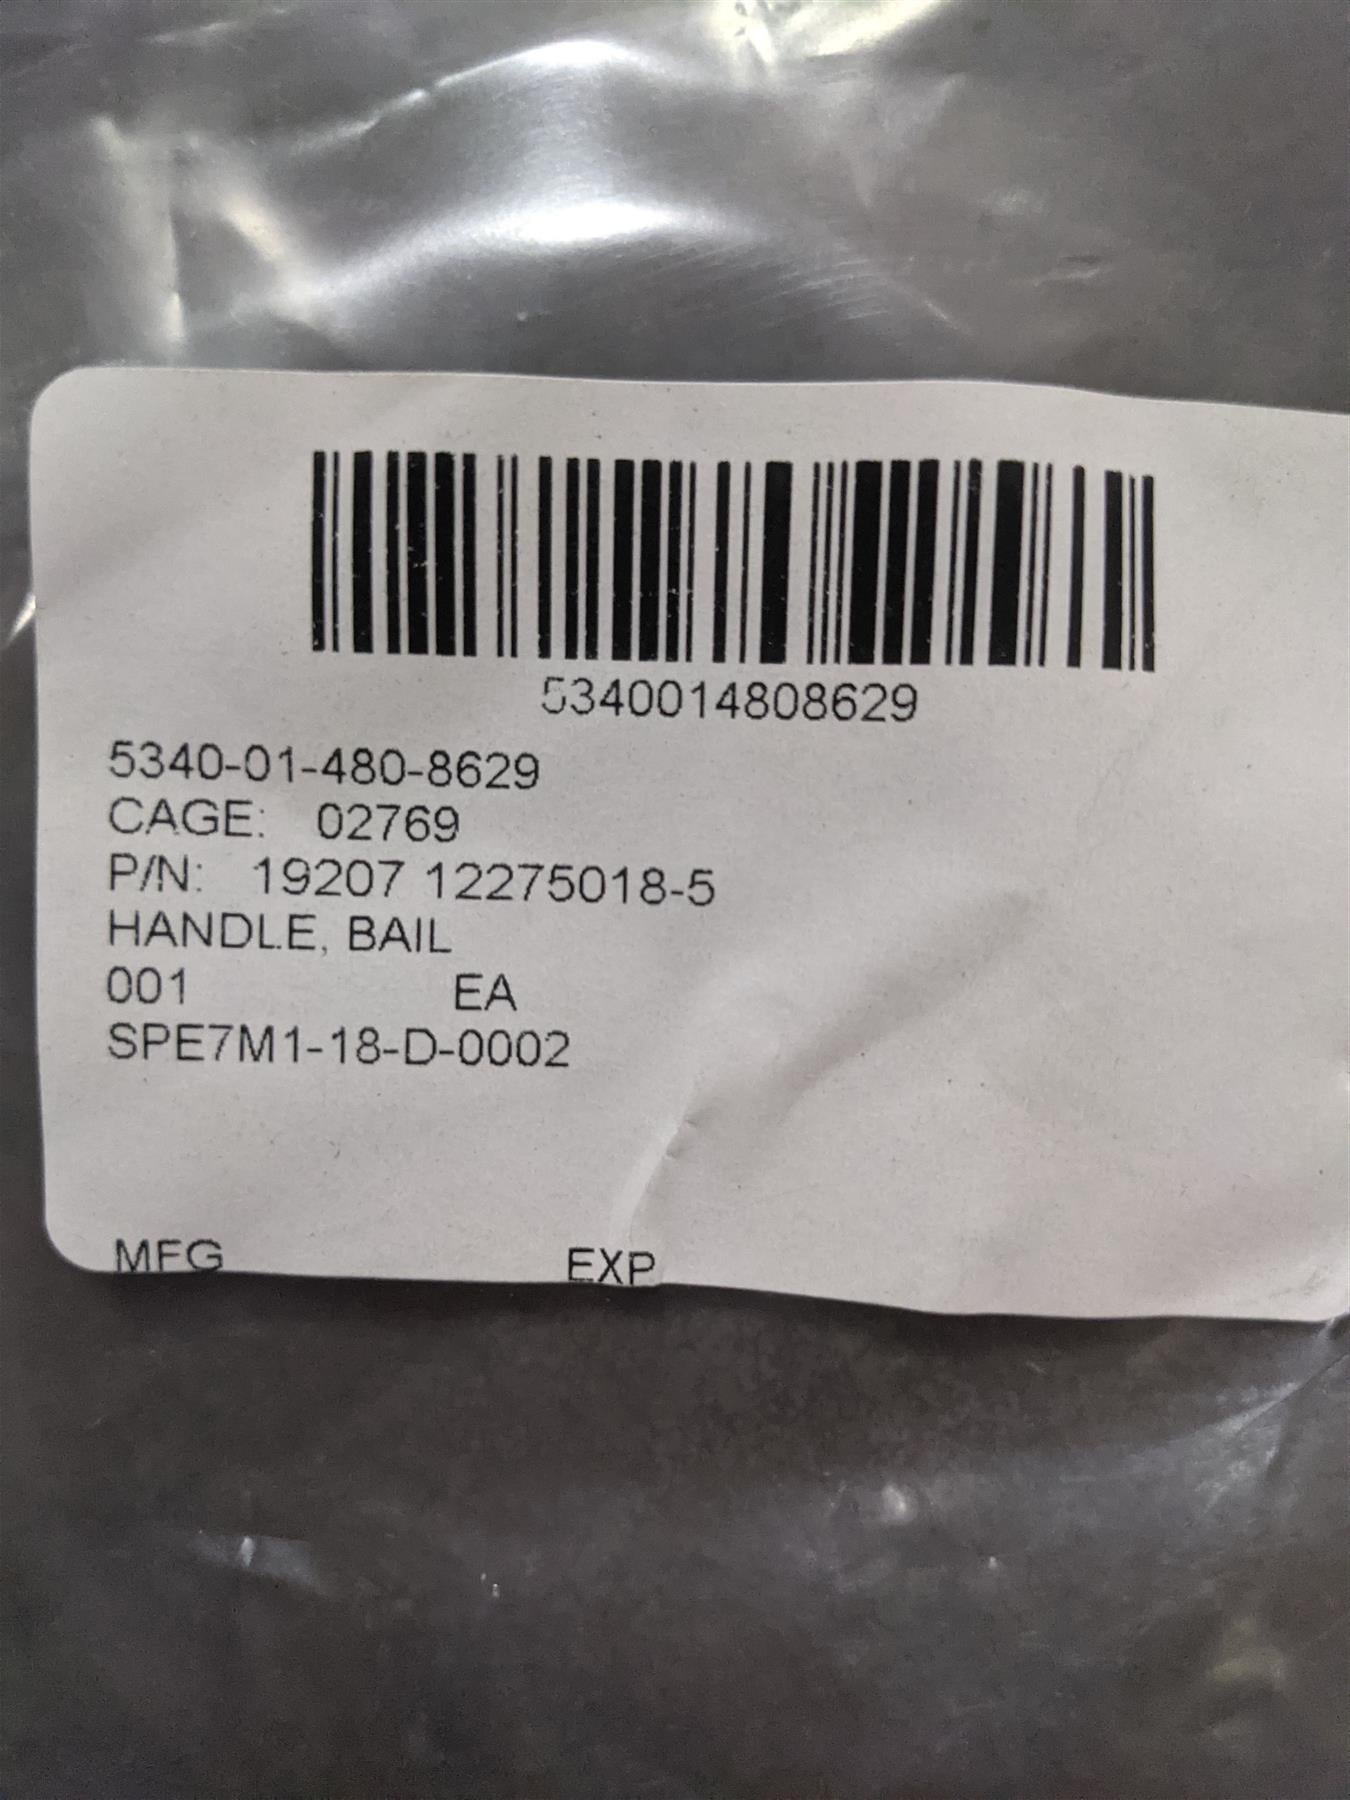 5340014808629
5340-01-480-8629
CAGE: 02769
P/N: 19207 12275018-5
HANDLE, BAIL
001 EA
SPE7M1-18-D-0002
MFG EXP